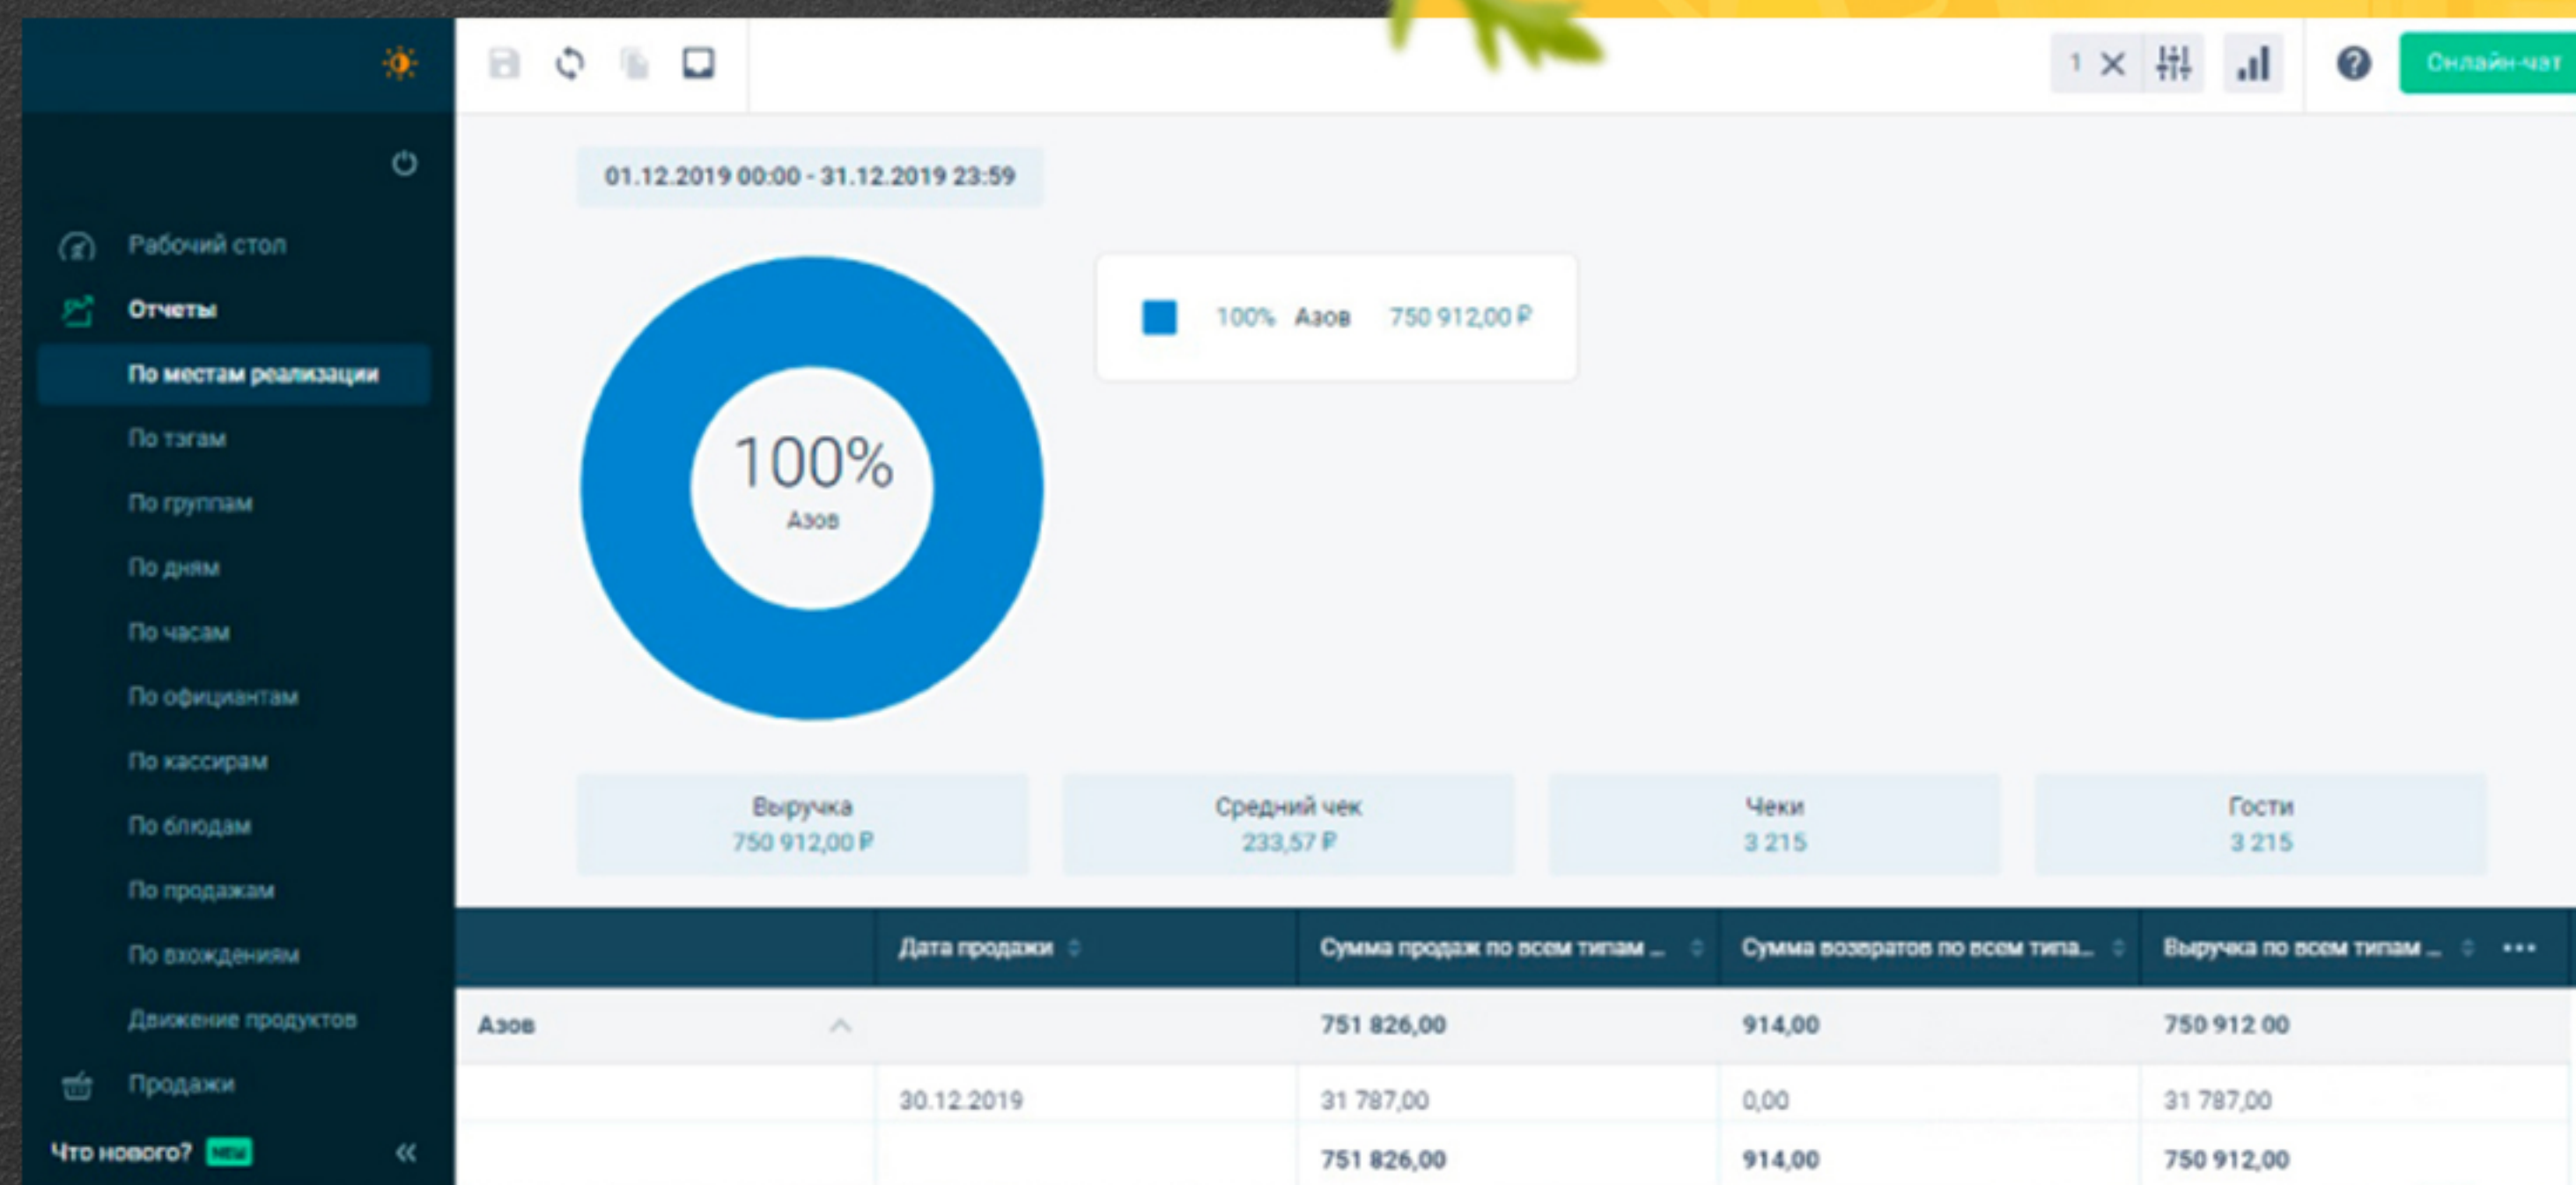 1
Онлайн-чат
01.12.2019 00:00 - 31.12.2019 23:59
Рабочий стол
Отчеты
По местам реализации
По тэгам
По группам
По дням
По часам
По официантам
По кассирам
По блюдам
По продажам
По вхождениям
Движение продуктов
Продажи
Что нового? NEW
100% Азов 750 912,00 ₽
100%
Азов
Выручка
750 912,00 ₽
Средний чек
233,57 ₽
Чеки
3 215
Гости
3 215
Дата продажи Сумма продаж по всем типам ... Сумма возвратов по всем типа... Выручка по всем типам ...
Азов 751 826,00 914,00 750 912 00
30.12.2019 31 787,00 0,00 31 787,00
751 826,00 914,00 750 912,00